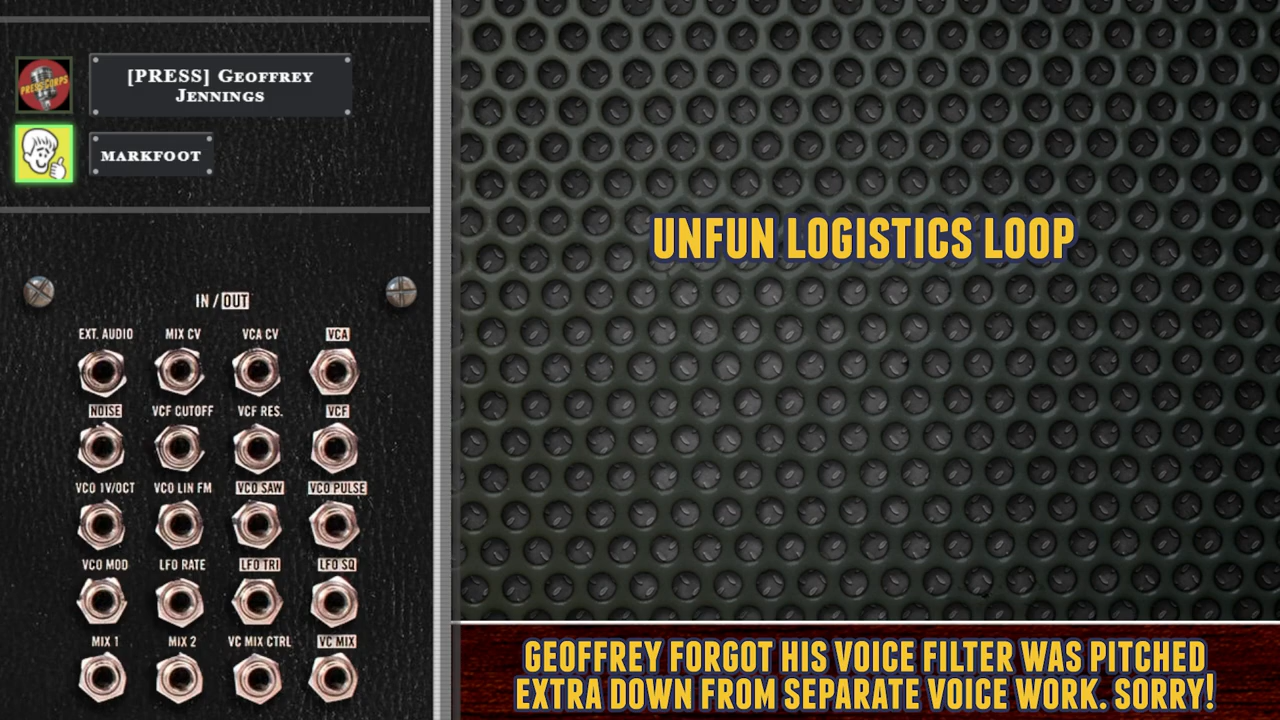 PRESS CORPS
[PRESS] Geoffrey
Jennings
MARKFOOT
IN / OUT
EXT. AUDIO MIX CV VCA CV VCA
NOISE VCF CUTOFF VCF RES. VCF
VCO 1V/OCT VCO LIN FM VCO SAW VCO PULSE
VCO MOD LFO RATE LFO TRI LFO SQ
MIX 1 MIX 2 VC MIX CTRL VC MIX
UNFUN LOGISTICS LOOP
GEOFFREY FORGOT HIS VOICE FILTER WAS PITCHED
EXTRA DOWN FROM SEPARATE VOICE WORK. SORRY!